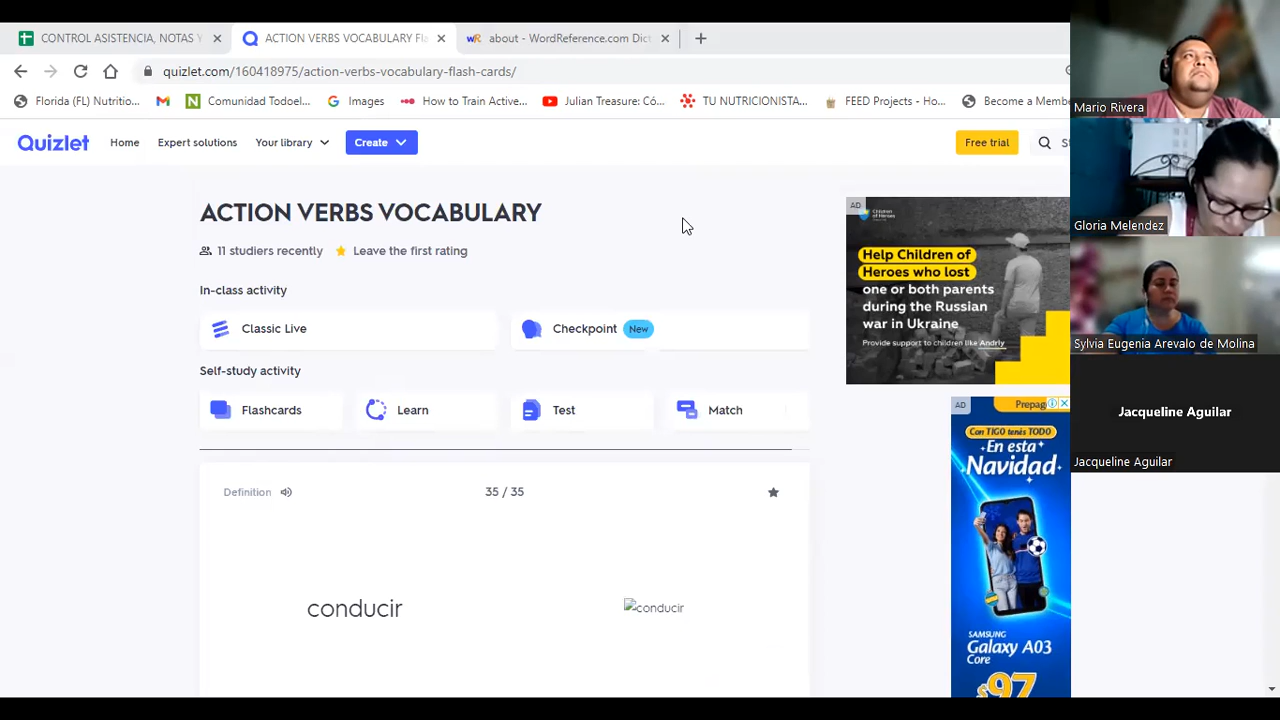 CONTROL ASISTENCIA, NOTAS Y
ACTION VERBS VOCABULARY Fla
about - WordReference.com Dict
quizlet.com/160418975/action-verbs-vocabulary-flash-cards/
Florida (FL) Nutritio...
Comunidad Todoel...
Images
How to Train Active...
Julian Treasure: Có...
TU NUTRICIONISTA...
FEED Projects - Ho...
Become a Membe
Quizlet
Home
Expert solutions
Your library
Create
Free trial
ACTION VERBS VOCABULARY
11 studiers recently
Leave the first rating
In-class activity
Classic Live
Checkpoint
New
Self-study activity
Flashcards
Learn
Test
Match
Definition
35 / 35
conducir
conducir
AD
Children
of Heroes
Help Children of
Heroes who lost
one or both parents
during the Russian
war in Ukraine
Provide support to children like Andriy
AD
Prepag
Con TIGO tenés TODO
En esta
Navidad
SAMSUNG
Galaxy A03
Core
$97
Mario Rivera
Gloria Melendez
Sylvia Eugenia Arevalo de Molina
Jacqueline Aguilar
Jacqueline Aguilar